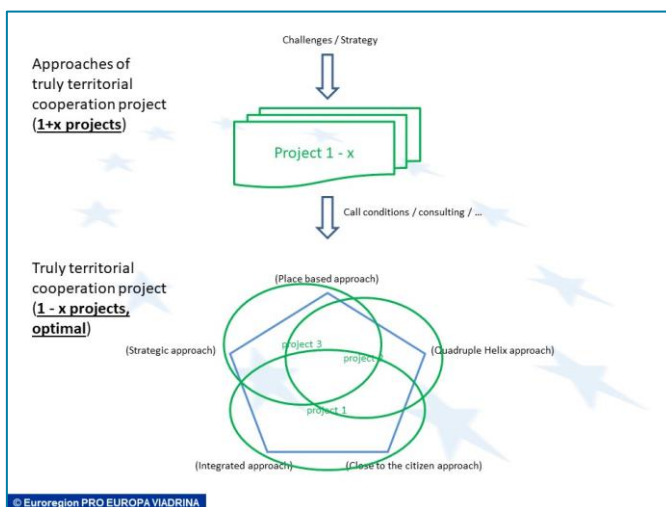 Challenges / Strategy
Approaches of
truly territorial
cooperation project
(1+x projects)
Project 1 - x
Call conditions / consulting / ...
Truly territorial
cooperation project
(1 - x projects,
optimal)
(Place based approach)
project 3
(Strategic approach)
project
(Quadruple Helix approach)
project 1
(Integrated approach)
(Close to the citizen approach)
© Euroregion PRO EUROPA VIADRINA